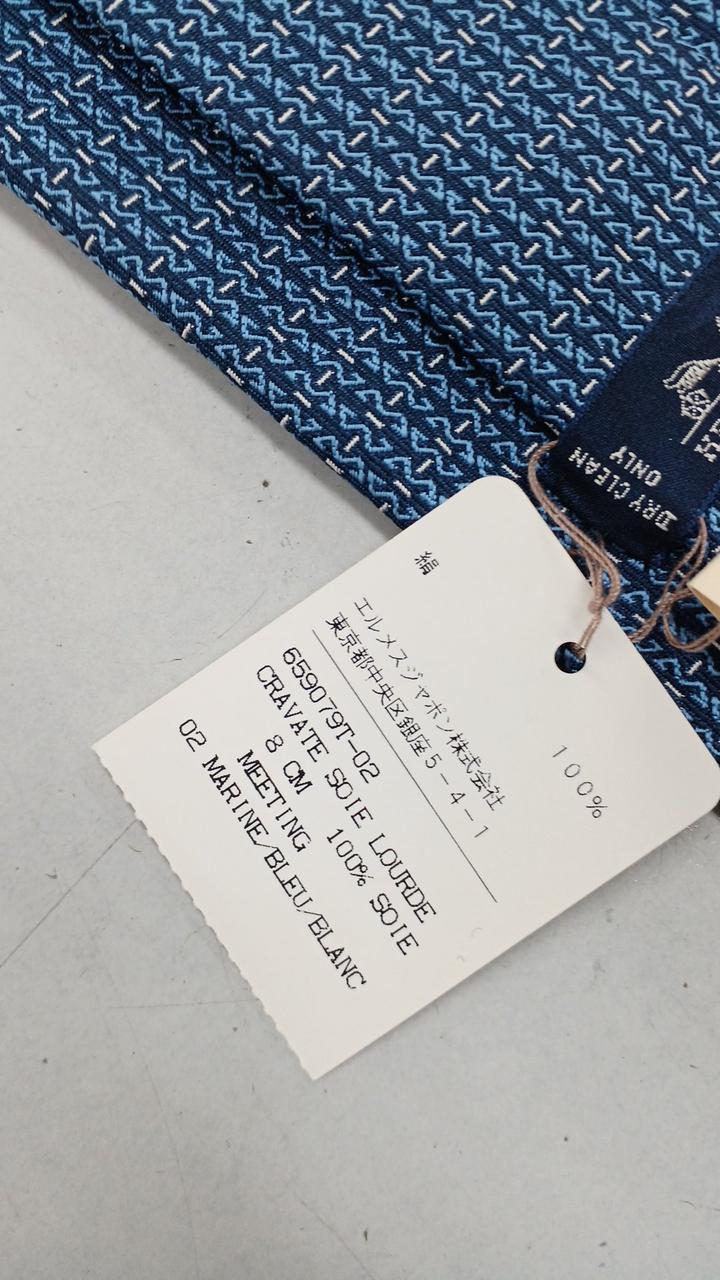 絹 100%
エルメスジャポン株式会社
東京都中央区銀座5-4-1
659079T-02
CRAVATE SOIE LOURDE
8 CM 100% SOIE
MEETING
02 MARINE/BLEU/BLANC
DRY CLEAN
ONLY